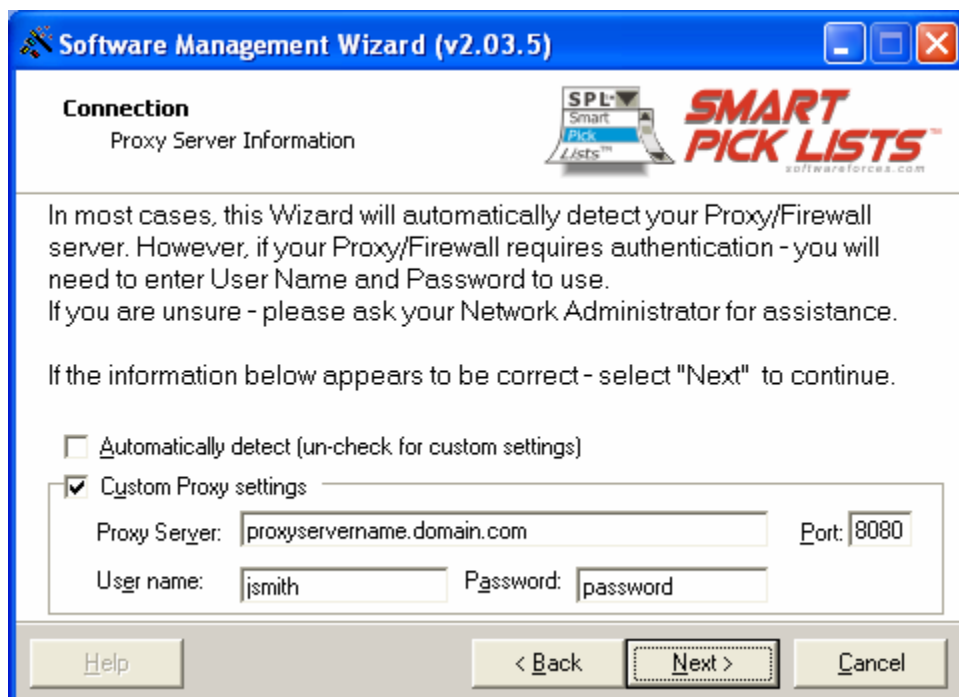 Software Management Wizard (v2.03.5)
Connection
Proxy Server Information
SPL
Smart
Pick
Lists™
SMART
PICK LISTS™
softwareforces.com
In most cases, this Wizard will automatically detect your Proxy/Firewall
server. However, if your Proxy/Firewall requires authentication - you will
need to enter User Name and Password to use.
If you are unsure - please ask your Network Administrator for assistance.
If the information below appears to be correct - select "Next" to continue.
Automatically detect (un-check for custom settings)
Custom Proxy settings
Proxy Server: proxyservername.domain.com Port: 8080
User name: jsmith Password: password
Help < Back Next > Cancel